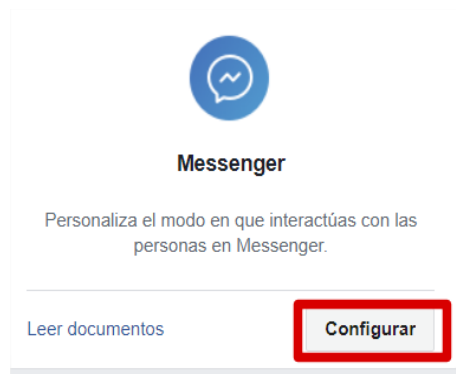 Messenger
Personaliza el modo en que interactúas con las
personas en Messenger.
Leer documentos
Configurar